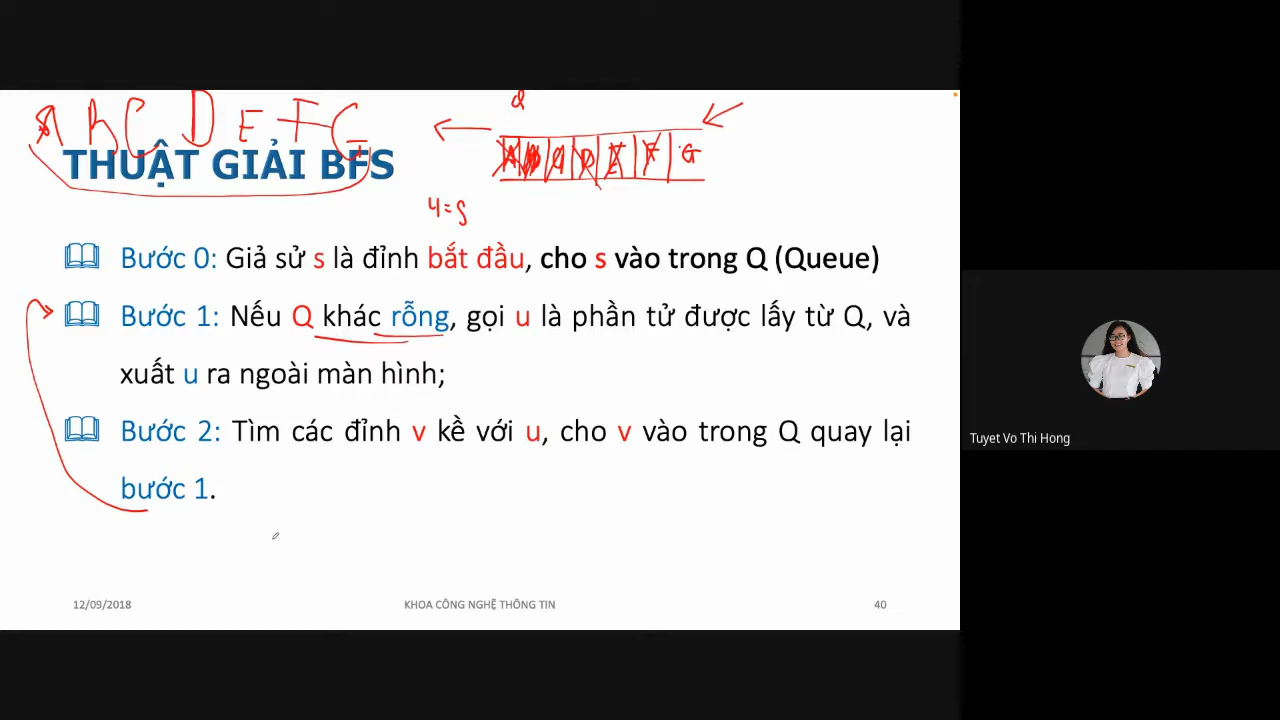 Q
A B C D E F G
A B C D E F G
THUẬT GIẢI BFS
u=s
Bước 0: Giả sử s là đỉnh bắt đầu, cho s vào trong Q (Queue)
Bước 1: Nếu Q khác rỗng, gọi u là phần tử được lấy từ Q, và
xuất u ra ngoài màn hình;
Bước 2: Tìm các đỉnh v kề với u, cho v vào trong Q quay lại
bước 1.
12/09/2018 KHOA CÔNG NGHỆ THÔNG TIN 40
Tuyet Vo Thi Hong